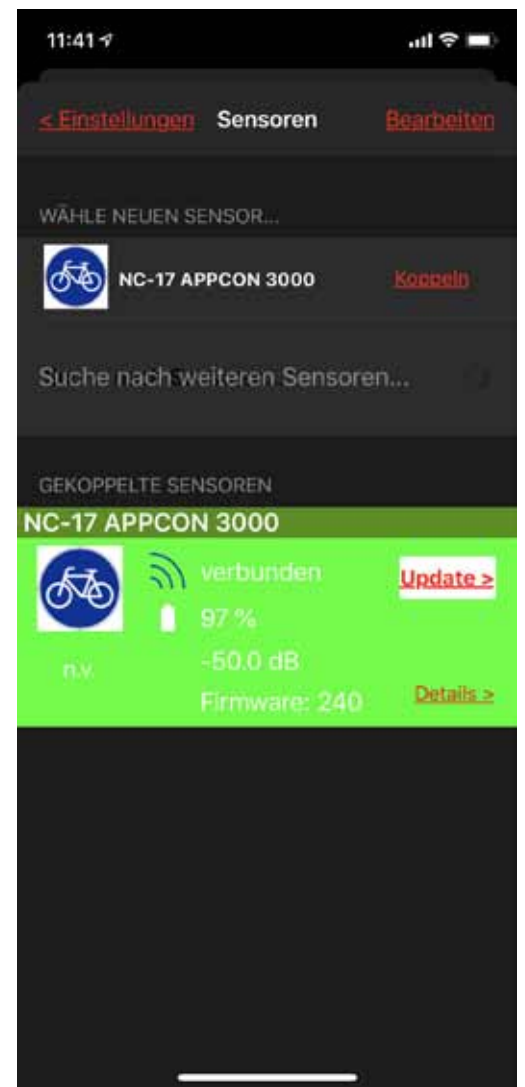 11:41
< Einstellungen Sensoren Bearbeiten
WÄHLE NEUEN SENSOR...
NC-17 APPCON 3000 Koppeln
Suche nach weiteren Sensoren...
GEKOPPELTE SENSOREN
NC-17 APPCON 3000
verbunden Update >
97 %
n.v. -50.0 dB
Firmware: 240 Details >